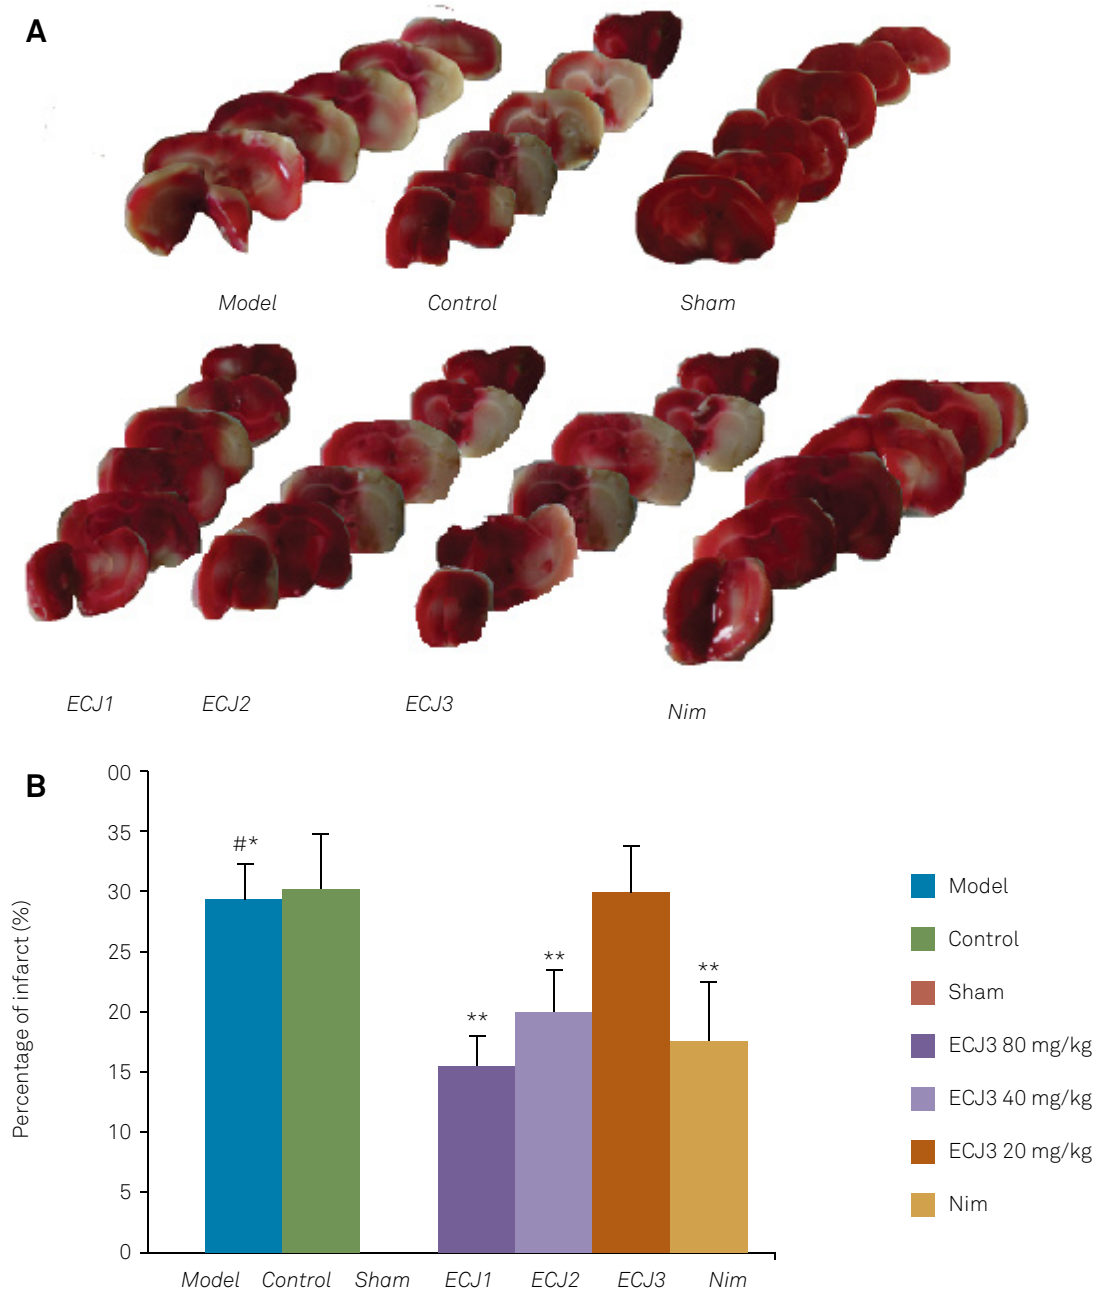 A
Model Control Sham
ECJ1 ECJ2 ECJ3 Nim
B
Percentage of infarct (%)
00
35
30
25
20
15
10
5
0
#*
**
**
**
Model Control Sham ECJ1 ECJ2 ECJ3 Nim
Model
Control
Sham
ECJ3 80 mg/kg
ECJ3 40 mg/kg
ECJ3 20 mg/kg
Nim